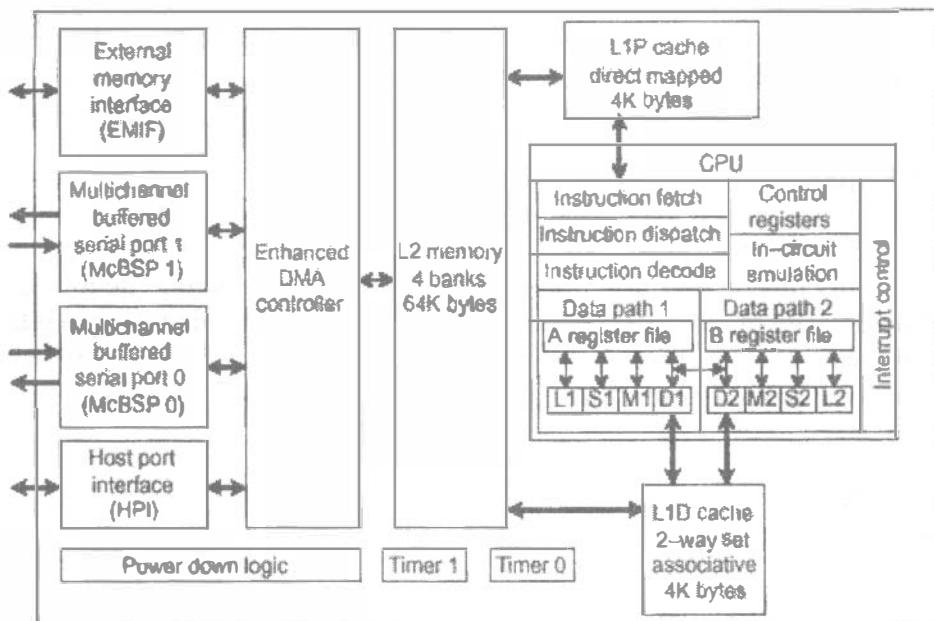 External
memory
interface
(EMIF)
Multichannel
buffered
serial port 1
(McBSP 1)
Multichannel
buffered
serial port 0
(McBSP 0)
Host port
interface
(HPI)
Enhanced
DMA
controller
L2 memory
4 banks
64K bytes
L1P cache
direct mapped
4K bytes
CPU
Instruction fetch
Instruction dispatch
Instruction decode
Control
registers
In-circuit
emulation
Interrupt control
Data path 1
A register file
L1 S1 M1 D1
Data path 2
B register file
D2 M2 S2 L2
L1D cache
2-way set
associative
4K bytes
Power down logic
Timer 1
Timer 0